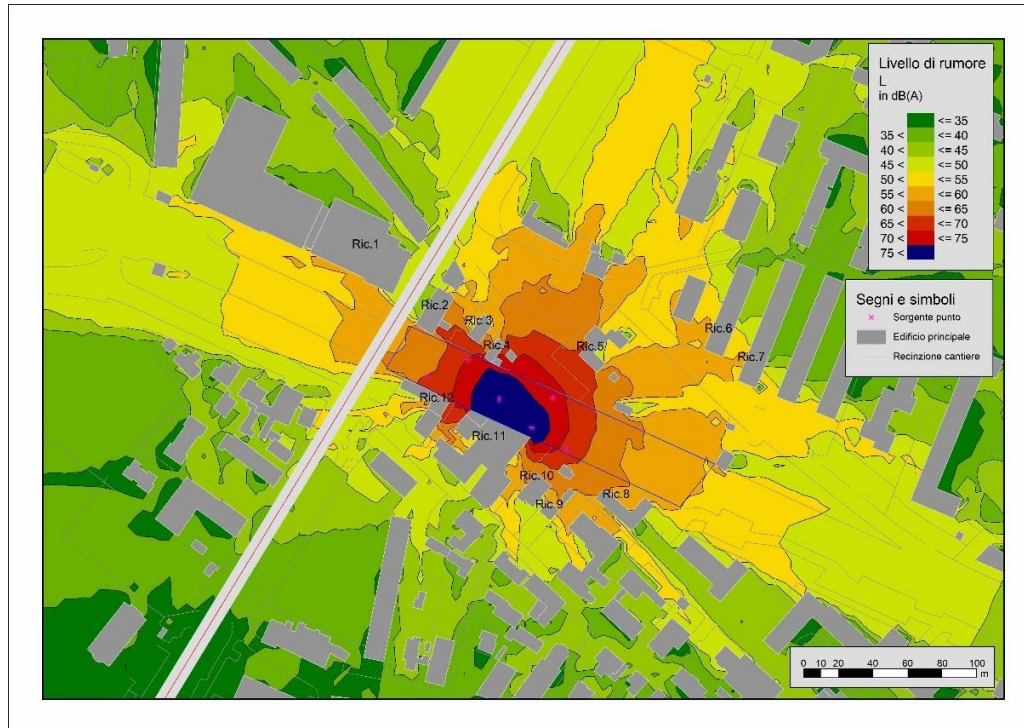 Livello di rumore
L
in dB(A)
<= 35
35 < <= 40
40 < <= 45
45 < <= 50
50 < <= 55
55 < <= 60
60 < <= 65
65 < <= 70
70 < <= 75
75 <
Segni e simboli
Sorgente punto
Edificio principale
Recinzione cantiere
Ric.1
Ric.2
Ric.3
Ric.4
Ric.5
Ric.6
Ric.7
Ric.12
Ric.11
Ric.10
Ric.9
Ric.8
0 10 20 40 60 80 100
m